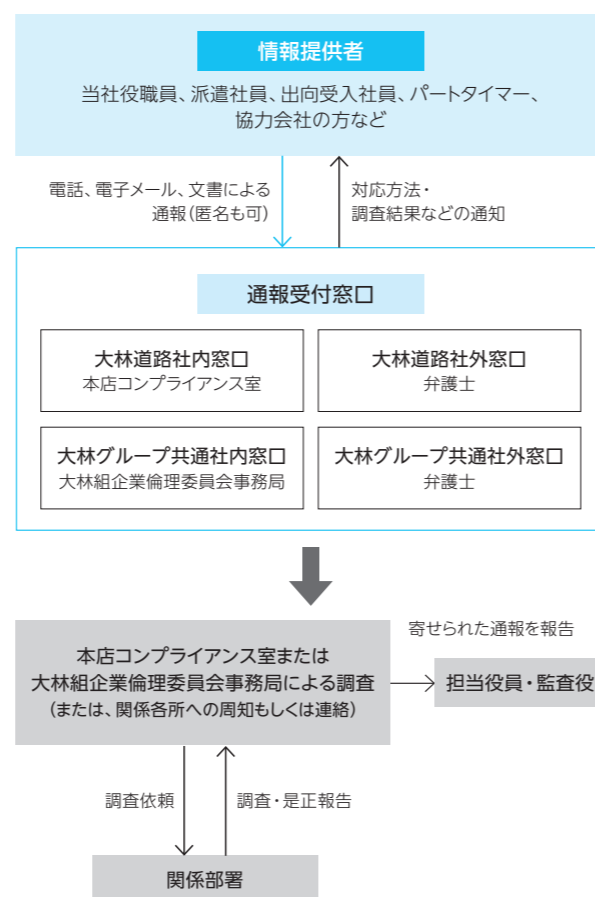 情報提供者
当社役職員、派遣社員、出向受入社員、パートタイマー、
協力会社の方など
電話、電子メール、文書による
通報(匿名も可)
対応方法・
調査結果などの通知
通報受付窓口
大林道路社内窓口
本店コンプライアンス室
大林道路社外窓口
弁護士
大林グループ共通社内窓口
大林組企業倫理委員会事務局
大林グループ共通社外窓口
弁護士
寄せられた通報を報告
本店コンプライアンス室または
大林組企業倫理委員会事務局による調査
(または、関係各所への周知もしくは連絡)
担当役員・監査役
調査依頼
調査・是正報告
関係部署